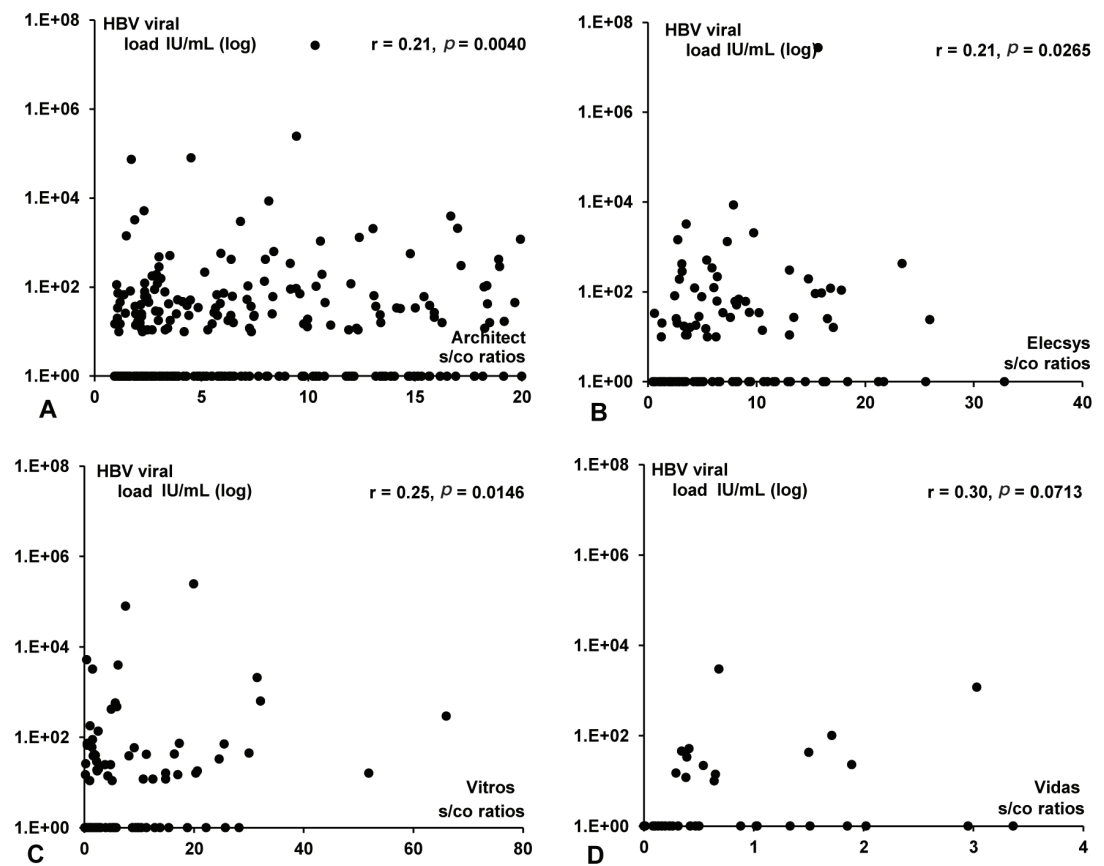 1.E+08
HBV viral
load IU/mL (log)
r = 0.21, p = 0.0040
1.E+06
1.E+04
1.E+02
Architect
s/co ratios
1.E+00
A
0 5 10 15 20
1.E+08
HBV viral
load IU/mL (log)
r = 0.21, p = 0.0265
1.E+06
1.E+04
1.E+02
Elecsys
s/co ratios
1.E+00
B
0 10 20 30 40
1.E+08
HBV viral
load IU/mL (log)
r = 0.25, p = 0.0146
1.E+06
1.E+04
1.E+02
Vitros
s/co ratios
1.E+00
C
0 20 40 60 80
1.E+08
HBV viral
load IU/mL (log)
r = 0.30, p = 0.0713
1.E+06
1.E+04
1.E+02
Vidas
s/co ratios
1.E+00
D
0 1 2 3 4